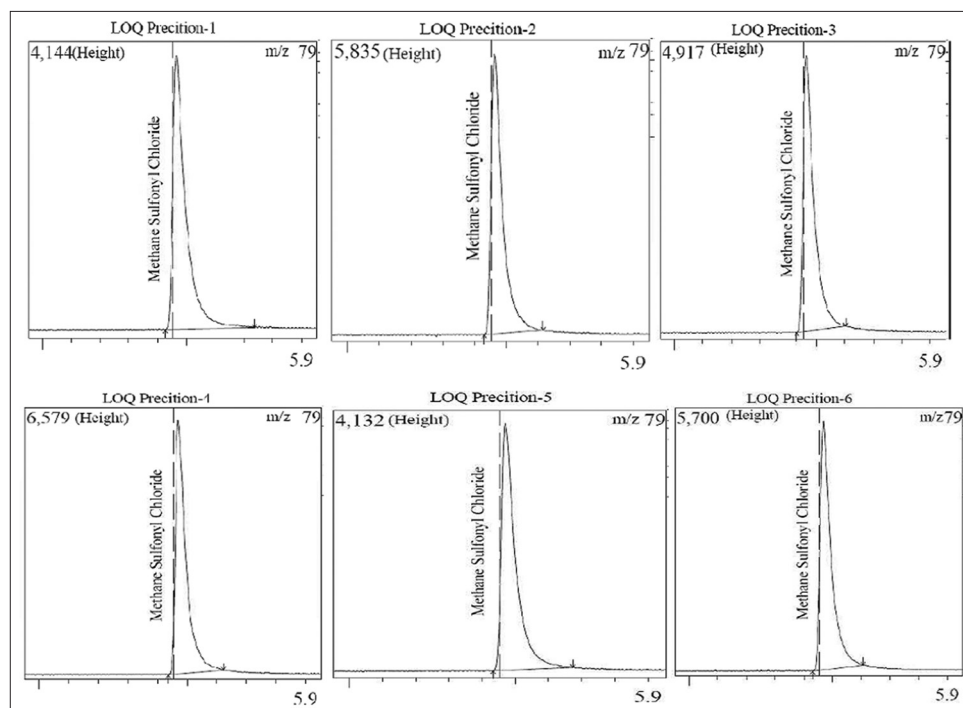 LOQ Precition-1
4,144 (Height) m/z 79
Methane Sulfonyl Chloride
5.9
LOQ Precition-2
5,835 (Height) m/z 79
Methane Sulfonyl Chloride
5.9
LOQ Precition-3
4,917 (Height) m/z 79
Methane Sulfonyl Chloride
5.9
LOQ Precition-4
6,579 (Height) m/z 79
Methane Sulfonyl Chloride
5.9
LOQ Precition-5
4,132 (Height) m/z 79
Methane Sulfonyl Chloride
5.9
LOQ Precition-6
5,700 (Height) m/z79
Methane Sulfonyl Chloride
5.9